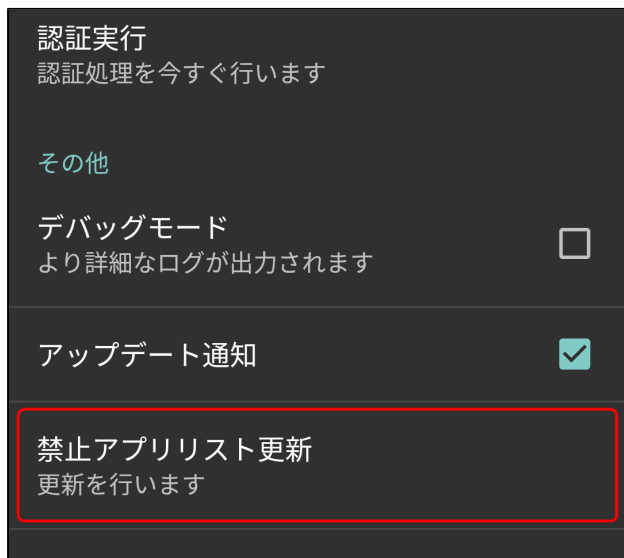 認証実行
認証処理を今すぐ行います
その他
デバッグモード
より詳細なログが出力されます
アップデート通知
禁止アプリリスト更新
更新を行います